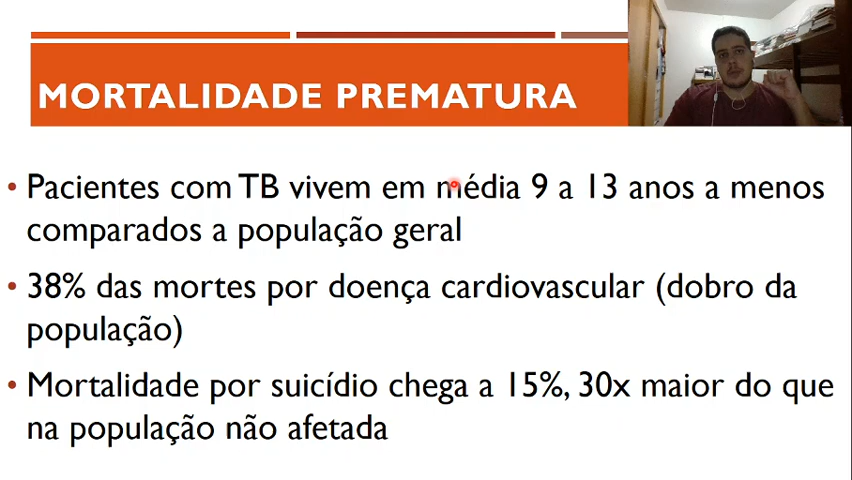 MORTALIDADE PREMATURA
• Pacientes com TB vivem em média 9 a 13 anos a menos
comparados a população geral
• 38% das mortes por doença cardiovascular (dobro da
população)
• Mortalidade por suicídio chega a 15%, 30x maior do que
na população não afetada